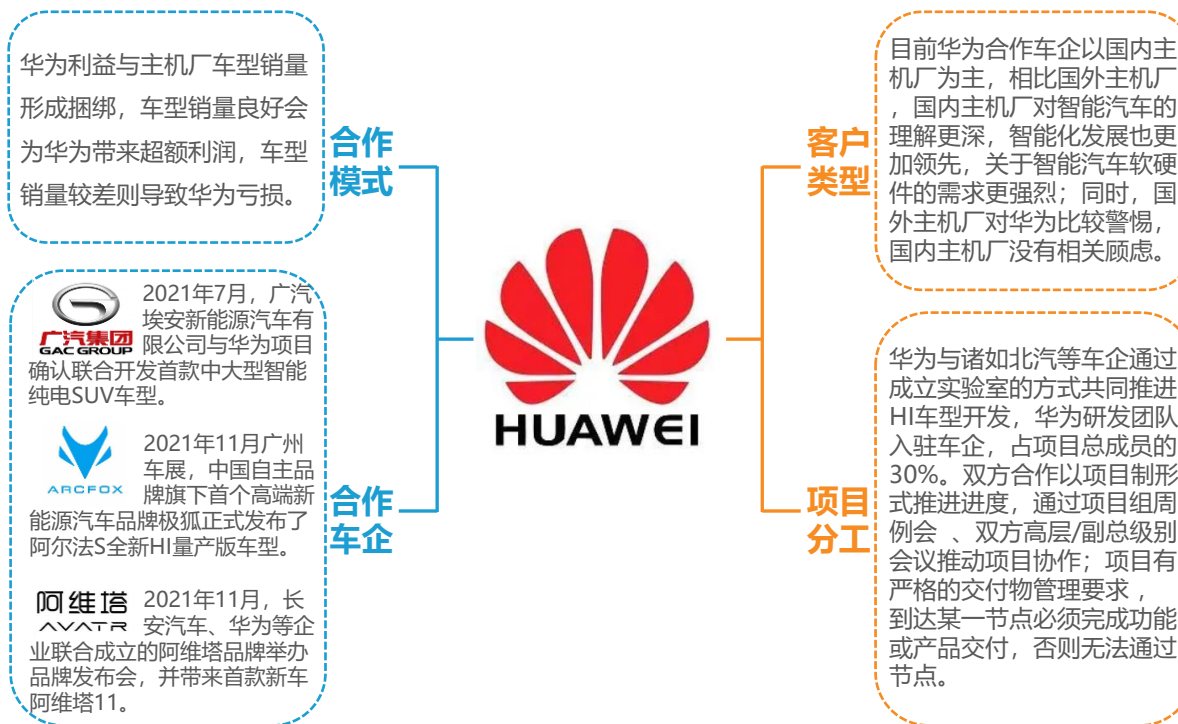 华为利益与主机厂车型销量
形成捆绑，车型销量良好会
为华为带来超额利润，车型
销量较差则导致华为亏损。
合作
模式
广汽集团
GAC GROUP
2021年7月，广汽
埃安新能源汽车有
限公司与华为项目
确认联合开发首款中大型智能
纯电SUV车型。
ARCFOX
2021年11月广州
车展，中国自主品
牌旗下首个高端新
能源汽车品牌极狐正式发布了
阿尔法S全新HI量产版车型。
阿维塔
AVATR
2021年11月，长
安汽车、华为等企
业联合成立的阿维塔品牌举办
品牌发布会，并带来首款新车
阿维塔11。
合作
车企
HUAWEI
客户
类型
目前华为合作车企以国内主
机厂为主，相比国外主机厂
，国内主机厂对智能汽车的
理解更深，智能化发展也更
加领先，关于智能汽车软硬
件的需求更强烈；同时，国
外主机厂对华为比较警惕，
国内主机厂没有相关顾虑。
项目
分工
华为与诸如北汽等车企通过
成立实验室的方式共同推进
HI车型开发，华为研发团队
入驻车企，占项目总成员的
30%。双方合作以项目制形
式推进进度，通过项目组周
例会 、双方高层/副总级别
会议推动项目协作；项目有
严格的交付物管理要求，
到达某一节点必须完成功能
或产品交付，否则无法通过
节点。